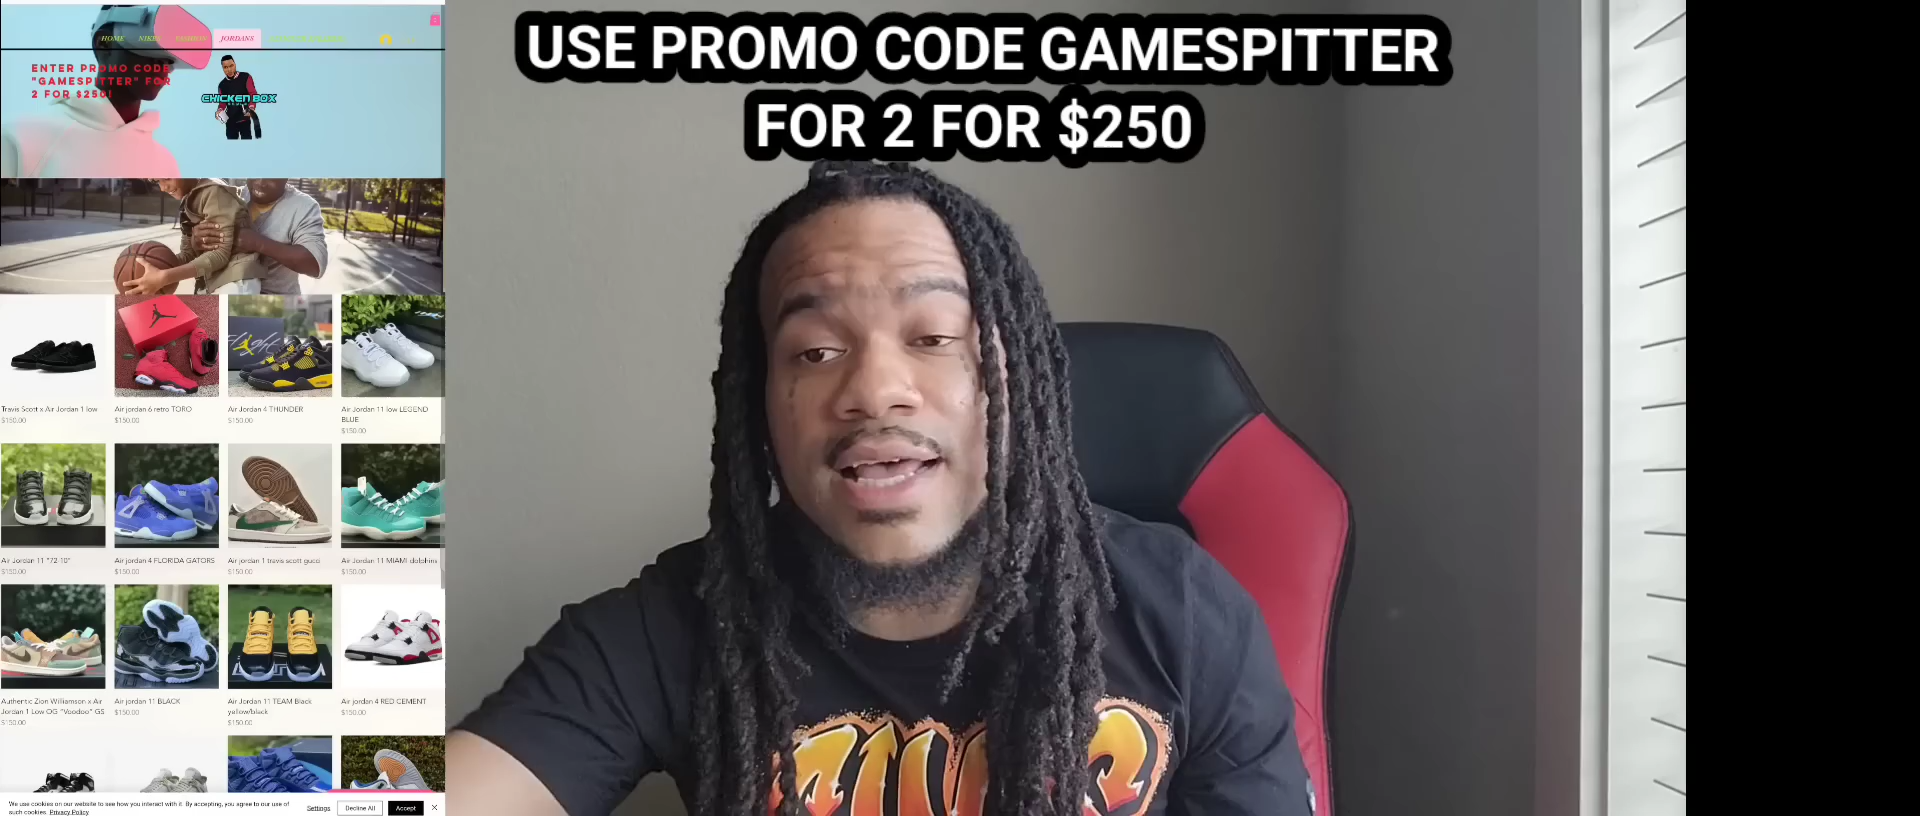 USE PROMO CODE GAMESPITTER
FOR 2 FOR $250
HOME
NIKES
JORDANS
ENTER PROMO CODE
"GAMESPITTER" FOR
2 FOR $250!
CHICKEN BOX
Travis Scott x Air Jordan 1 low
$150.00
Air jordan 6 retro TORO
$150.00
Air Jordan 4 THUNDER
$150.00
Air Jordan 11 low LEGEND
BLUE
$150.00
Air Jordan 11 "72-10"
$150.00
Air jordan 4 FLORIDA GATORS
$150.00
Air jordan 1 travis scott guco
$150.00
Air Jordan 11 MIAMI dolphins
$150.00
Authentic Zion Williamson x Air
Jordan 1 Low OG "Voodoo" GS
$150.00
Air jordan 11 BLACK
$150.00
Air Jordan 11 TEAM Black
yellow/black
$150.00
Air jordan 4 RED CEMENT
$150.00
We use cookies on our website to see how you interact with it. By accepting, you agree to our use of
such cookies. Privacy Policy
Settings
Decline All
Accept